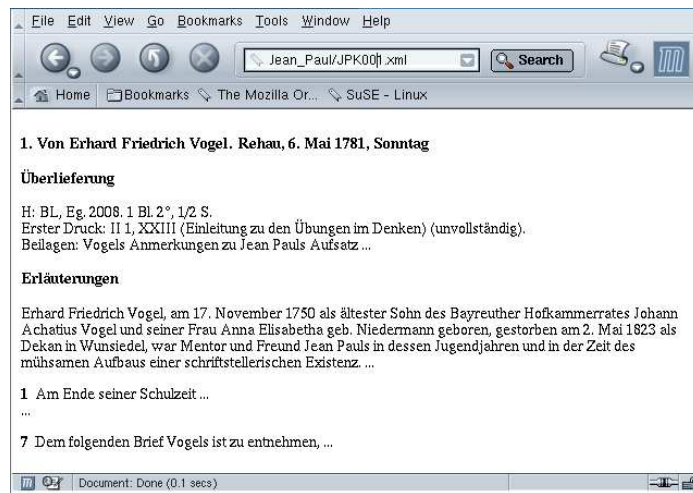 File Edit View Go Bookmarks Tools Window Help
Jean_Paul/JPK001.xml Search
Home Bookmarks The Mozilla Or... SuSE - Linux
1. Von Erhard Friedrich Vogel. Rehau, 6. Mai 1781, Sonntag
Überlieferung
H: BL, Eg. 2008. 1 Bl. 2°, 1/2 S.
Erster Druck: II 1, XXIII (Einleitung zu den Übungen im Denken) (unvollständig).
Beilagen: Vogels Anmerkungen zu Jean Pauls Aufsatz ...
Erläuterungen
Erhard Friedrich Vogel, am 17. November 1750 als ältester Sohn des Bayreuther Hofkammerrates Johann
Achatius Vogel und seiner Frau Anna Elisabetha geb. Niedermann geboren, gestorben am 2. Mai 1823 als
Dekan in Wunsiedel, war Mentor und Freund Jean Pauls in dessen Jugendjahren und in der Zeit des
mühsamen Aufbaus einer schriftstellerischen Existenz. ...
1 Am Ende seiner Schulzeit ...
...
7 Dem folgenden Brief Vogels ist zu entnehmen, ...
Document: Done (0.1 secs)